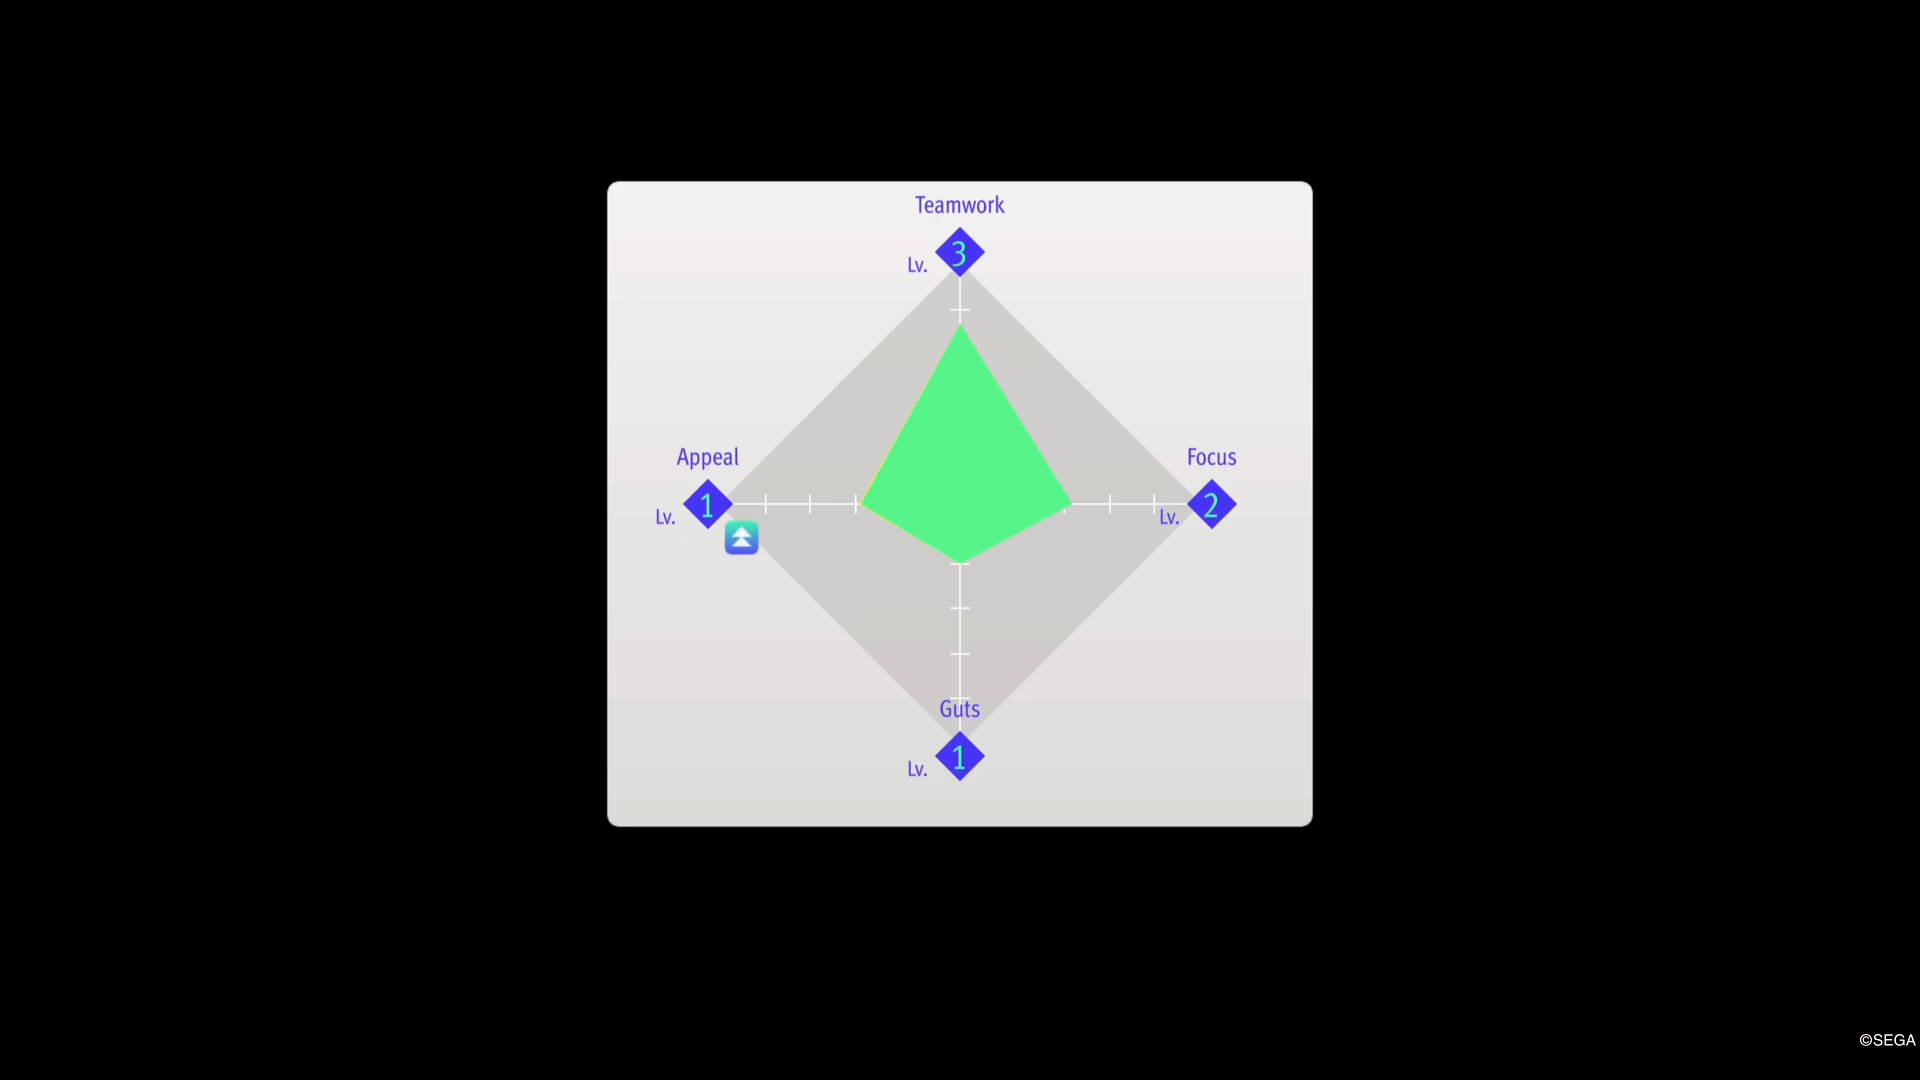 Teamwork
Lv. 3
Appeal
Lv. 1
Focus
Lv. 2
Guts
Lv. 1
©SEGA